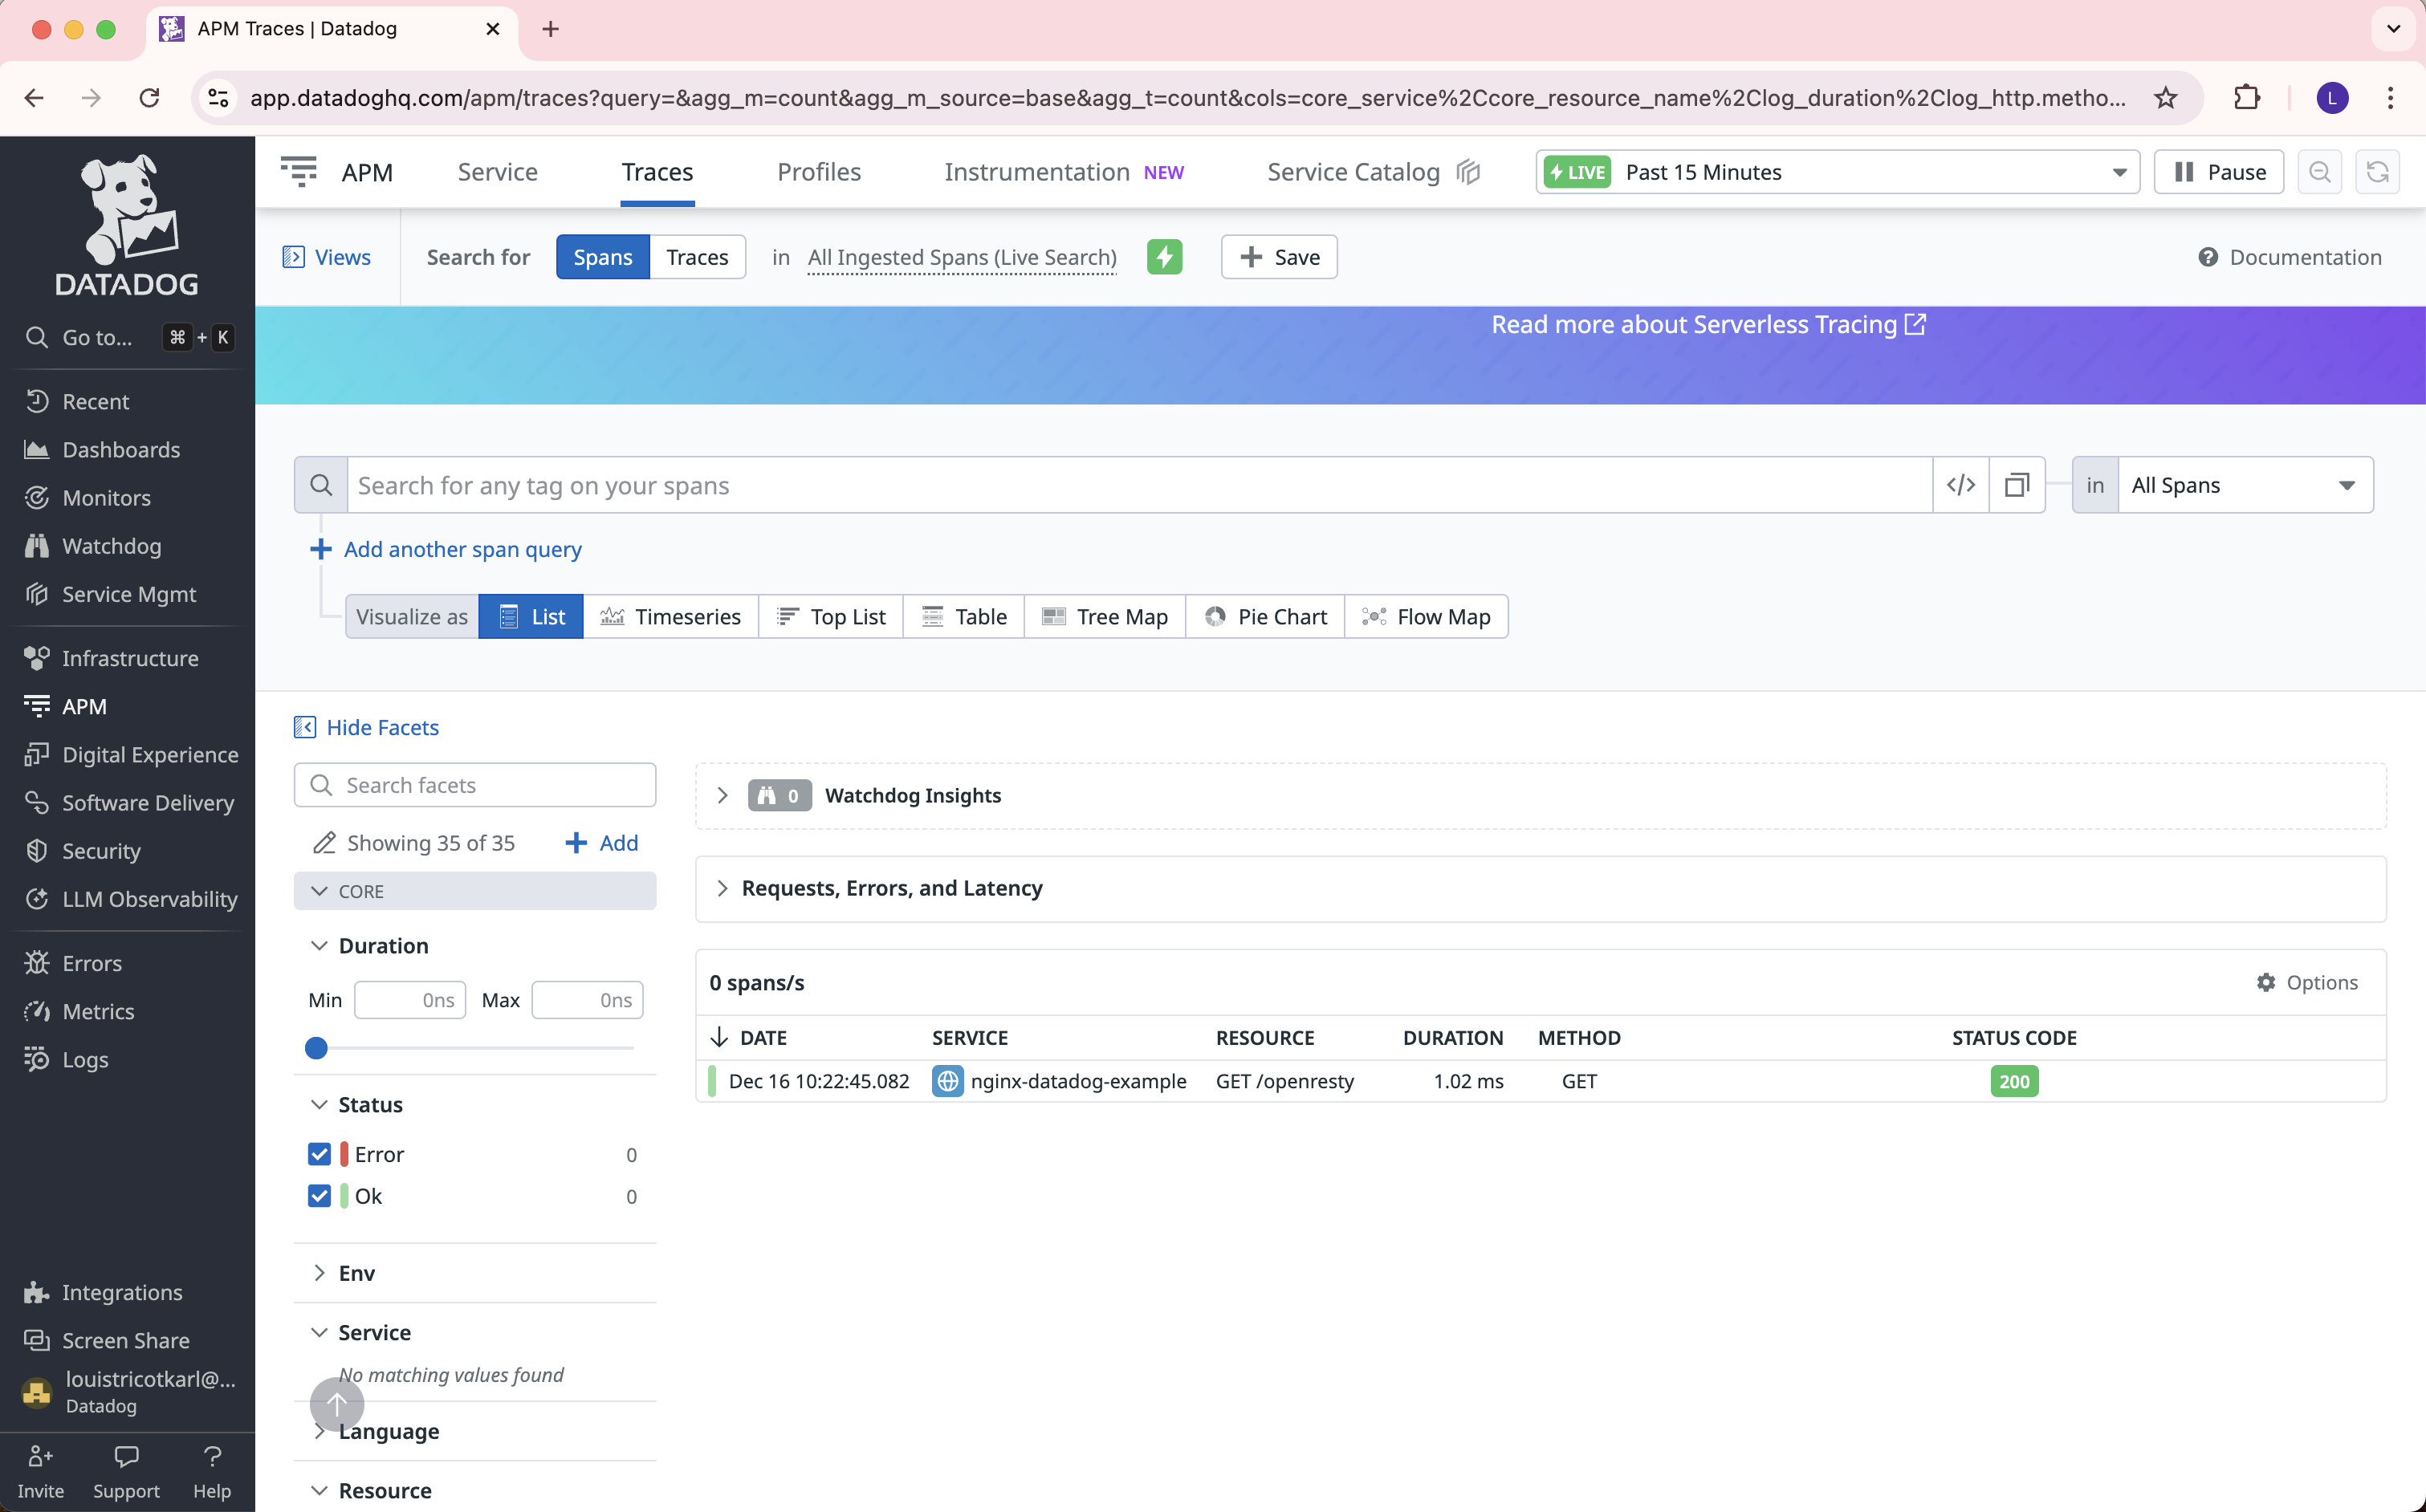 APM Traces | Datadog
app.datadoghq.com/apm/traces?query=&agg_m=count&agg_m_source=base&agg_t=count&cols=core_service%2Ccore_resource_name%2Clog_duration%2Clog_http.metho...
L
DATADOG
Go to... ⌘ + K
Recent
Dashboards
Monitors
Watchdog
Service Mgmt
Infrastructure
APM
Digital Experience
Software Delivery
Security
LLM Observability
Errors
Metrics
Logs
Integrations
Screen Share
louistricotkarl@...
Datadog
Invite Support Help
APM Service Traces Profiles Instrumentation NEW Service Catalog LIVE Past 15 Minutes Pause
Views Search for Spans Traces in All Ingested Spans (Live Search) Save Documentation
Read more about Serverless Tracing
Search for any tag on your spans </> in All Spans
Add another span query
Visualize as List Timeseries Top List Table Tree Map Pie Chart Flow Map
Hide Facets
Search facets
Showing 35 of 35 Add
CORE
Duration
Min 0ns Max 0ns
Status
Error 0
Ok 0
Env
Service
No matching values found
Language
Resource
0 Watchdog Insights
Requests, Errors, and Latency
0 spans/s Options
DATE SERVICE RESOURCE DURATION METHOD STATUS CODE
Dec 16 10:22:45.082 nginx-datadog-example GET /openresty 1.02 ms GET 200